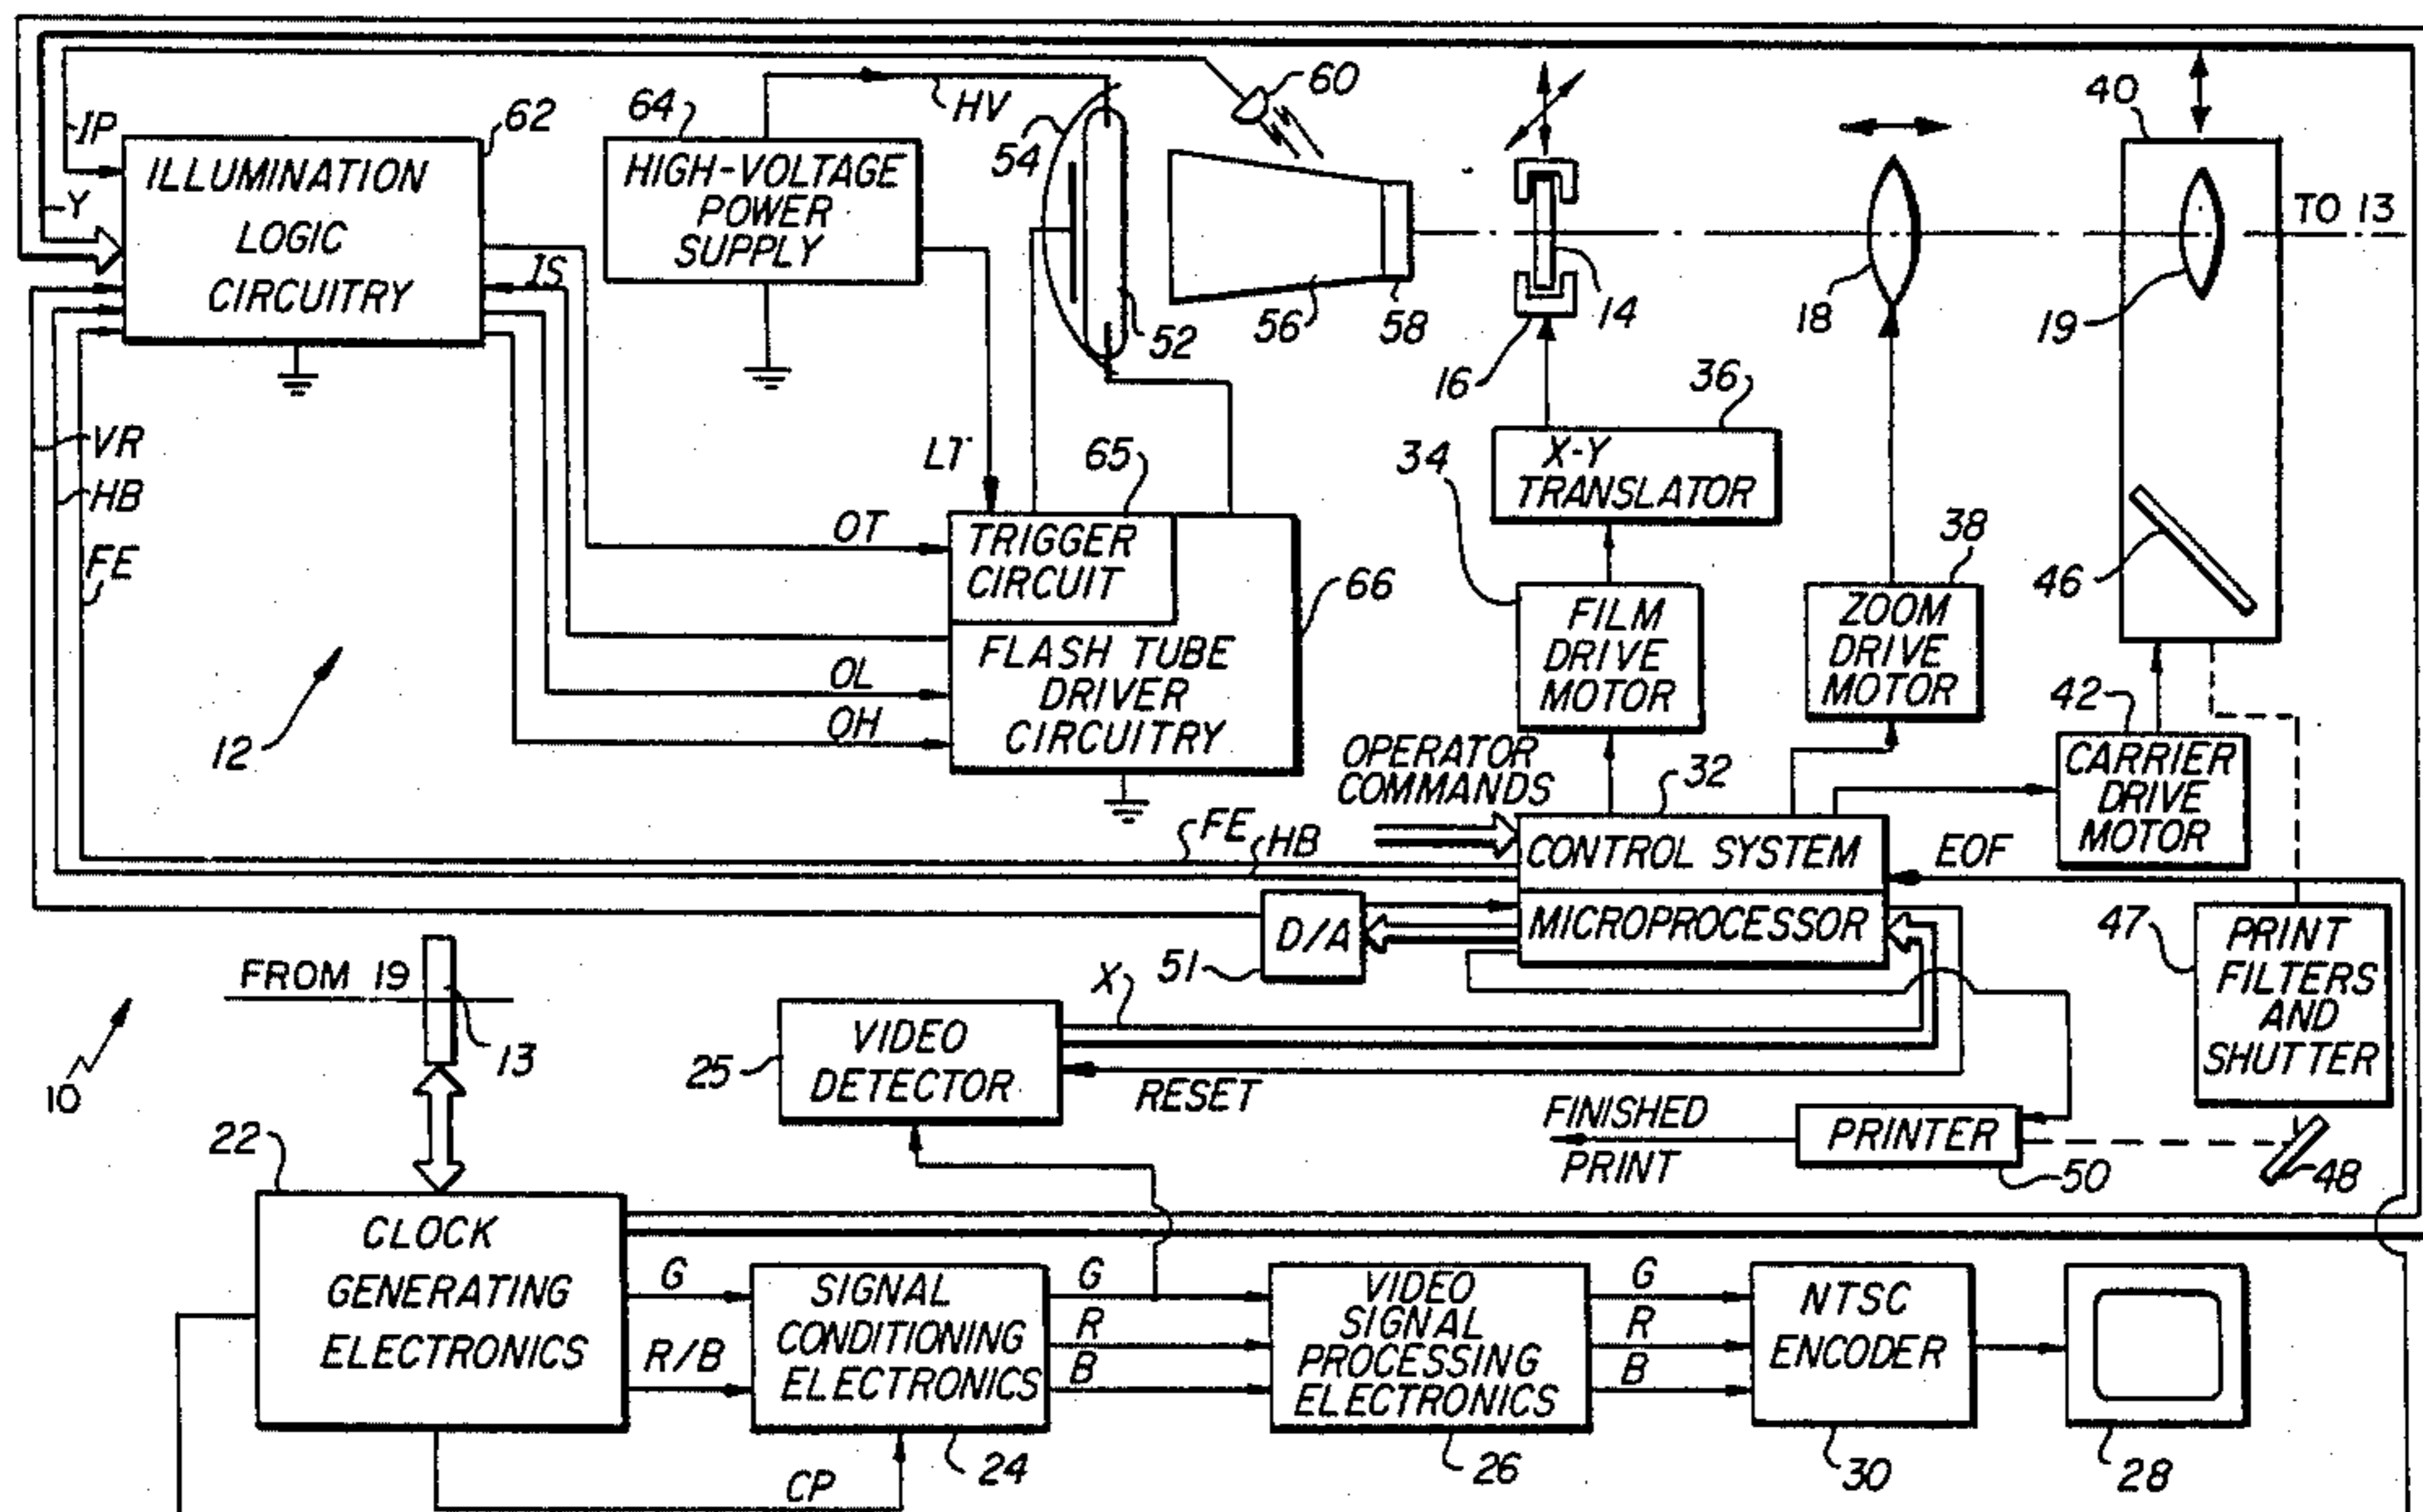 IP
Y
62
ILLUMINATION
LOGIC
CIRCUITRY
IS
64
HIGH-VOLTAGE
POWER
SUPPLY
HV
54
52
60
56
58
14
16
18
40
19
TO 13
VR
HB
FE
12
LT
65
OT
TRIGGER
CIRCUIT
66
FLASH TUBE
DRIVER
CIRCUITRY
OL
OH
36
X-Y
TRANSLATOR
34
FILM
DRIVE
MOTOR
38
ZOOM
DRIVE
MOTOR
46
42
CARRIER
DRIVE
MOTOR
OPERATOR
COMMANDS
32
FE
HB
CONTROL SYSTEM
MICROPROCESSOR
EOF
D/A
51
47
PRINT
FILTERS
AND
SHUTTER
FROM 19
13
10
X
25
VIDEO
DETECTOR
RESET
FINISHED
PRINT
PRINTER
50
48
22
CLOCK
GENERATING
ELECTRONICS
G
R/B
SIGNAL
CONDITIONING
ELECTRONICS
G
R
B
VIDEO
SIGNAL
PROCESSING
ELECTRONICS
G
R
B
NTSC
ENCODER
CP
24
26
30
28